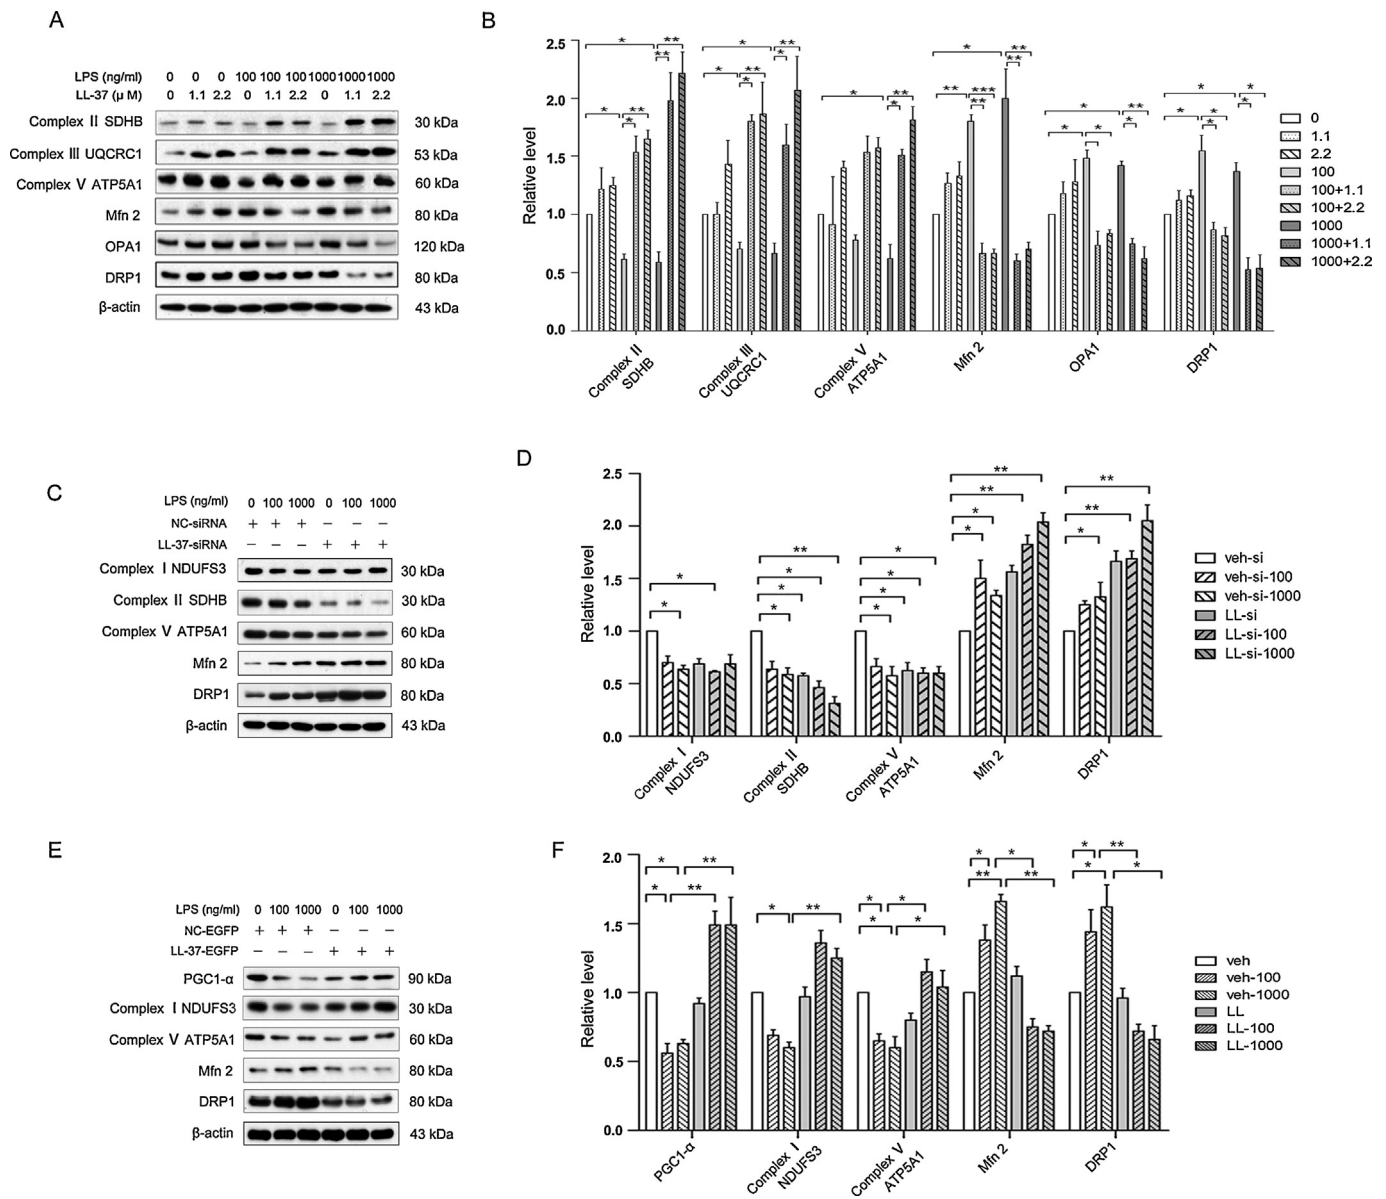 A
LPS (ng/ml) 0 0 0 100 100 100 1000 1000 1000
LL-37 (μ M) 0 1.1 2.2 0 1.1 2.2 0 1.1 2.2
Complex Ⅱ SDHB 30 kDa
Complex Ⅲ UQCRC1 53 kDa
Complex Ⅴ ATP5A1 60 kDa
Mfn 2 80 kDa
OPA1 120 kDa
DRP1 80 kDa
β-actin 43 kDa
B
Relative level
2.5
2.0
1.5
1.0
0.5
0.0
* ** ** * ** *
* ** * * ** *
* ** *
* ** ** ** *** **
* ** * * *
* * * * * *
Complex Ⅱ
SDHB
Complex Ⅲ
UQCRC1
Complex Ⅴ
ATP5A1
Mfn 2
OPA1
DRP1
0
1.1
2.2
100
100+1.1
100+2.2
1000
1000+1.1
1000+2.2
C
LPS (ng/ml) 0 100 1000 0 100 1000
NC-siRNA + + + − − −
LL-37-siRNA − − − + + +
Complex Ⅰ NDUFS3 30 kDa
Complex Ⅱ SDHB 30 kDa
Complex Ⅴ ATP5A1 60 kDa
Mfn 2 80 kDa
DRP1 80 kDa
β-actin 43 kDa
D
Relative level
2.5
2.0
1.5
1.0
0.5
0.0
* *
** * * *
* * * *
** ** * *
** ** *
Complex Ⅰ
NDUFS3
Complex Ⅱ
SDHB
Complex Ⅴ
ATP5A1
Mfn 2
DRP1
veh-si
veh-si-100
veh-si-1000
LL-si
LL-si-100
LL-si-1000
E
LPS (ng/ml) 0 100 1000 0 100 1000
NC-EGFP + + + − − −
LL-37-EGFP − − − + + +
PGC1-α 90 kDa
Complex Ⅰ NDUFS3 30 kDa
Complex Ⅴ ATP5A1 60 kDa
Mfn 2 80 kDa
DRP1 80 kDa
β-actin 43 kDa
F
Relative level
2.0
1.5
1.0
0.5
0.0
* ** * **
* **
* * * *
* * ** **
* ** * *
PGC1-α
Complex Ⅰ
NDUFS3
Complex Ⅴ
ATP5A1
Mfn 2
DRP1
veh
veh-100
veh-1000
LL
LL-100
LL-1000